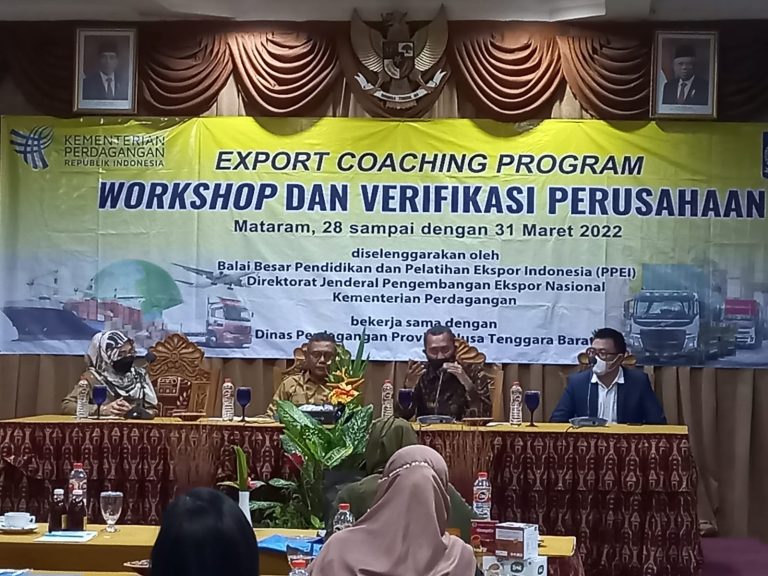 KEMENTERIAN
PERDAGANGAN
REPUBLIK INDONESIA
EXPORT COACHING PROGRAM
WORKSHOP DAN VERIFIKASI PERUSAHAAN
Mataram, 28 sampai dengan 31 Maret 2022
diselenggarakan oleh
Balai Besar Pendidikan dan Pelatihan Ekspor Indonesia (PPEI)
Direktorat Jenderal Pengembangan Ekspor Nasional
Kementerian Perdagangan
bekerja sama dengan
Dinas Perdagangan Tenggara Barat